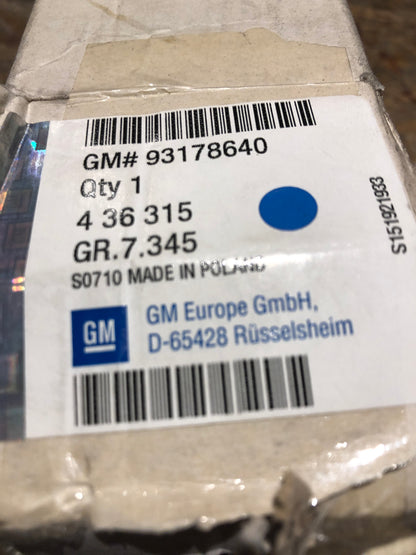 GM# 93178640
Qty 1
4 36 315
GR.7.345
S0710 MADE IN POLAND
GM
GM Europe GmbH,
D-65428 Rüsselsheim
S151921933